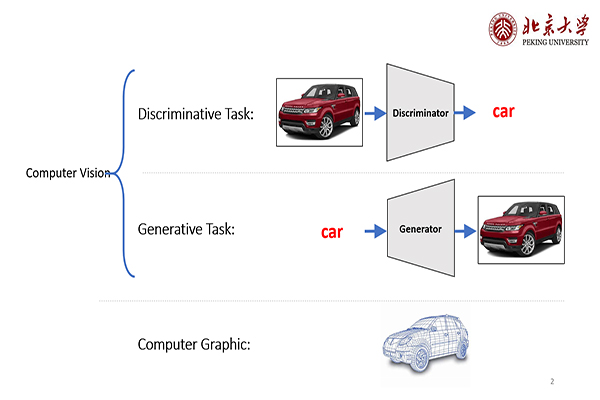 北京大学
PEKING UNIVERSITY
Discriminative Task:
Discriminator
car
Computer Vision
Generative Task:
car
Generator
Computer Graphic:
2